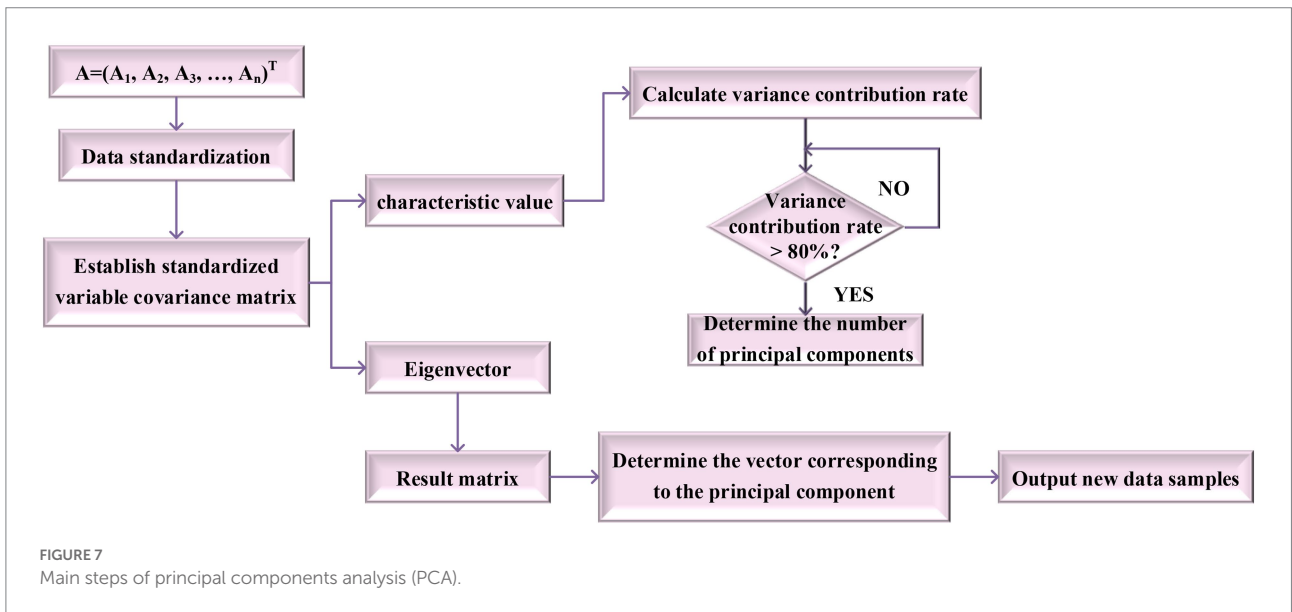 A=(A₁, A₂, A₃, …, Aₙ)ᵀ
Data standardization
Establish standardized
variable covariance matrix
characteristic value
Calculate variance contribution rate
Variance
contribution rate
> 80%?
NO
YES
Determine the number
of principal components
Eigenvector
Result matrix
Determine the vector corresponding
to the principal component
Output new data samples
FIGURE 7
Main steps of principal components analysis (PCA).